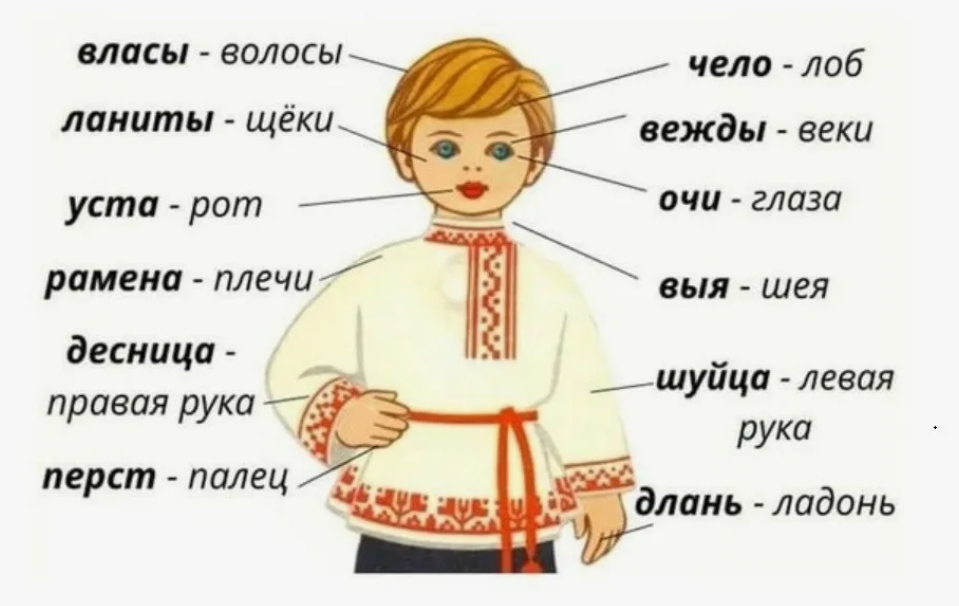 власы - волосы
ланиты - щёки
уста - рот
рамена - плечи
десница -
правая рука
перст - палец
чело - лоб
вежды - веки
очи - глаза
выя - шея
шуйца - левая
рука
длань - ладонь